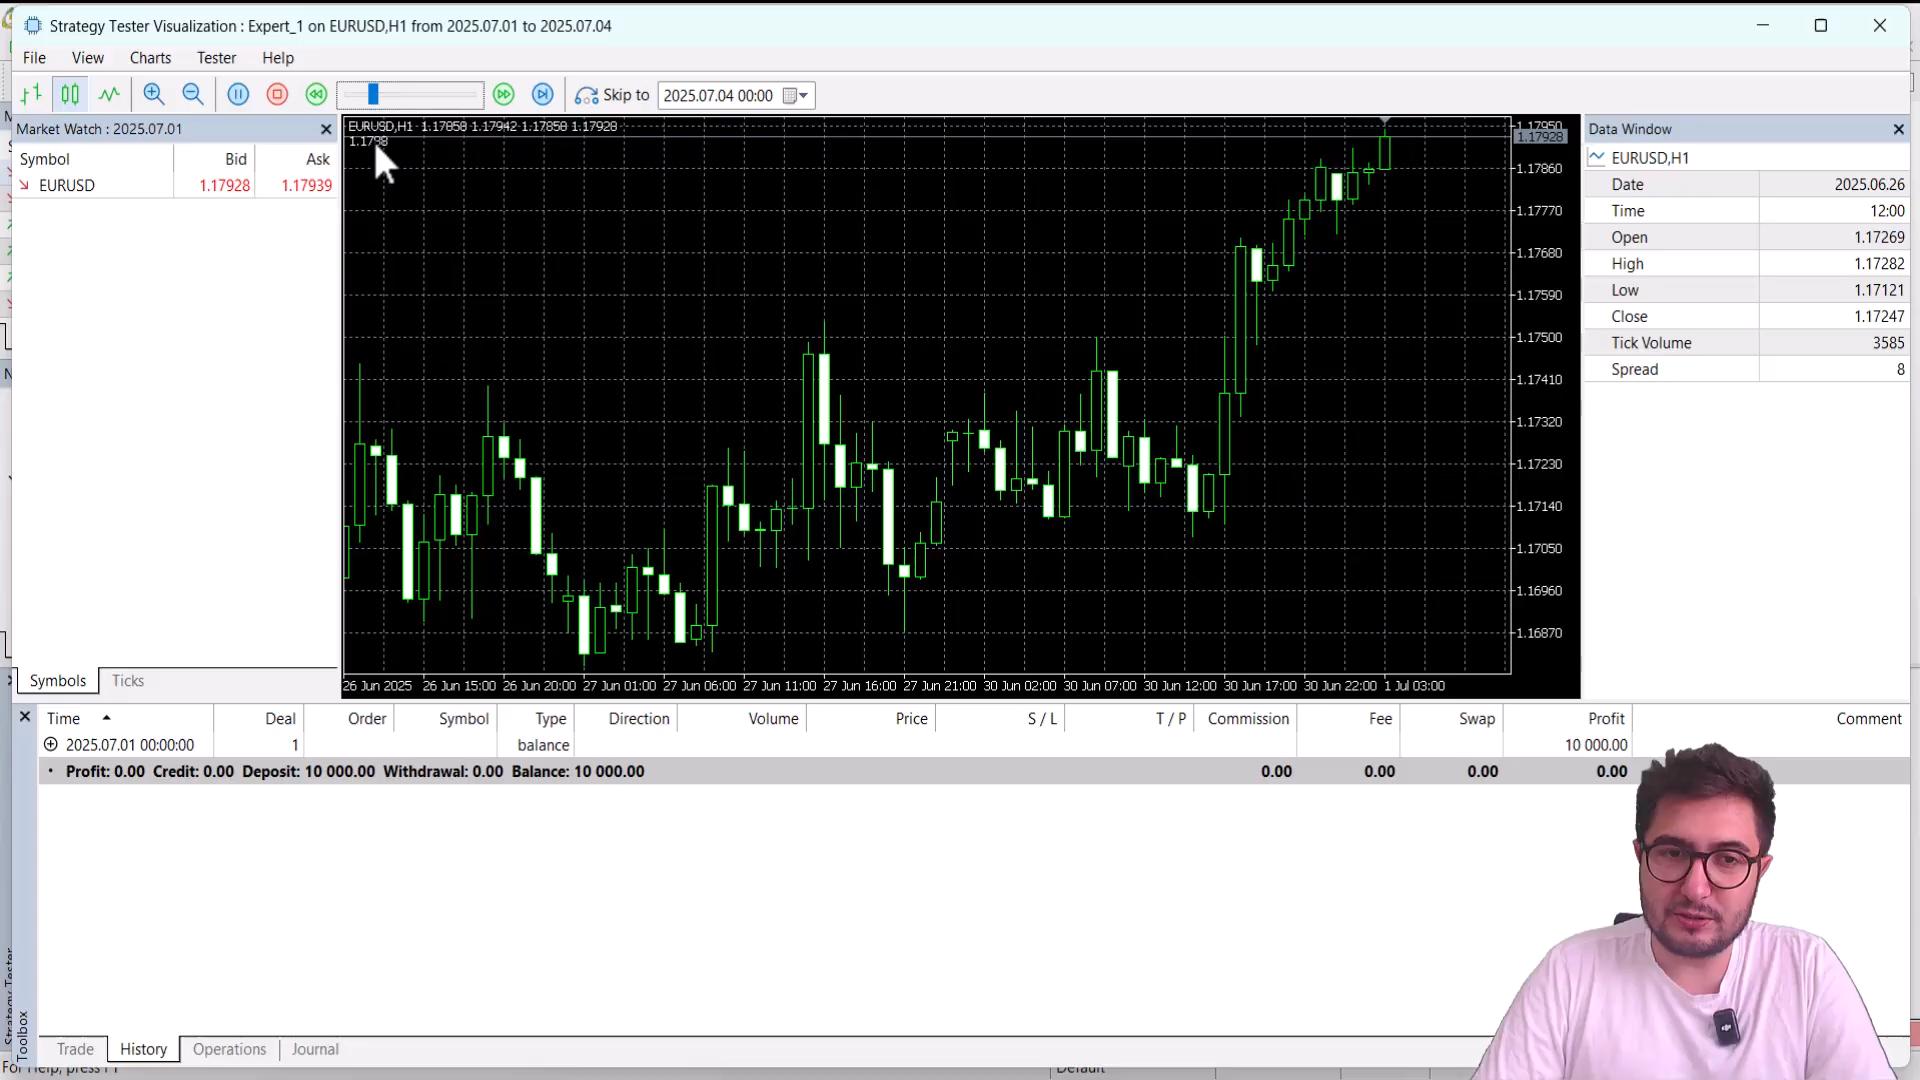 Strategy Tester Visualization : Expert_1 on EURUSD,H1 from 2025.07.01 to 2025.07.04
File View Charts Tester Help
Skip to 2025.07.04 00:00
Market Watch : 2025.07.01
Symbol Bid Ask
EURUSD 1.17928 1.17939
Symbols Ticks
EURUSD,H1 1.17858 1.17942 1.17858 1.17928
1.17950
1.17928
1.17860
1.17770
1.17680
1.17590
1.17500
1.17410
1.17320
1.17230
1.17140
1.17050
1.16960
1.16870
26 Jun 2025 26 Jun 15:00 26 Jun 20:00 27 Jun 01:00 27 Jun 06:00 27 Jun 11:00 27 Jun 16:00 27 Jun 21:00 30 Jun 02:00 30 Jun 07:00 30 Jun 12:00 30 Jun 17:00 30 Jun 22:00 1 Jul 03:00
Data Window
EURUSD,H1
Date 2025.06.26
Time 12:00
Open 1.17269
High 1.17282
Low 1.17121
Close 1.17247
Tick Volume 3585
Spread 8
Time Deal Order Symbol Type Direction Volume Price S / L T / P Commission Fee Swap Profit Comment
2025.07.01 00:00:00 1 balance 10 000.00
Profit: 0.00 Credit: 0.00 Deposit: 10 000.00 Withdrawal: 0.00 Balance: 10 000.00 0.00 0.00 0.00 0.00
Toolbox
Strategy Tester
Trade History Operations Journal
For Help, press F1
Default